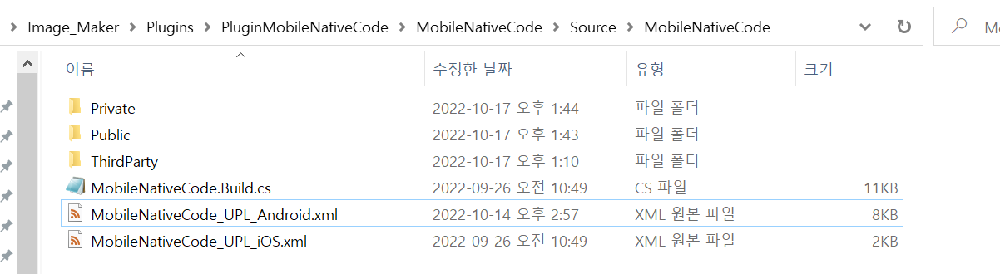 Image_Maker > Plugins > PluginMobileNativeCode > MobileNativeCode > Source > MobileNativeCode
이름 수정한 날짜 유형 크기
Private 2022-10-17 오후 1:44 파일 폴더
Public 2022-10-17 오후 1:43 파일 폴더
ThirdParty 2022-10-17 오후 1:10 파일 폴더
MobileNativeCode.Build.cs 2022-09-26 오전 10:49 CS 파일 11KB
MobileNativeCode_UPL_Android.xml 2022-10-14 오후 2:57 XML 원본 파일 8KB
MobileNativeCode_UPL_iOS.xml 2022-09-26 오전 10:49 XML 원본 파일 2KB